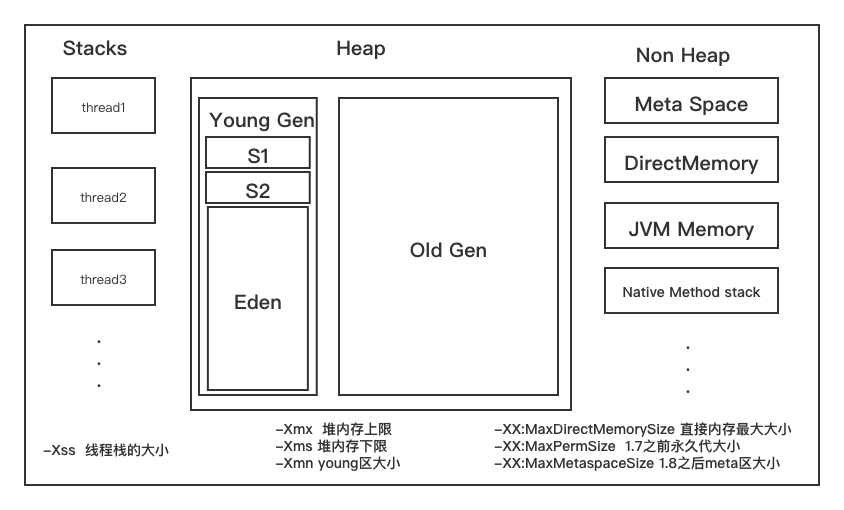 Stacks
thread1
thread2
thread3
Heap
Young Gen
S1
S2
Eden
Old Gen
Non Heap
Meta Space
DirectMemory
JVM Memory
Native Method stack
-Xss 线程栈的大小
-Xmx 堆内存上限
-Xms 堆内存下限
-Xmn young区大小
-XX:MaxDirectMemorySize 直接内存最大大小
-XX:MaxPermSize 1.7之前永久代大小
-XX:MaxMetaspaceSize 1.8之后meta区大小